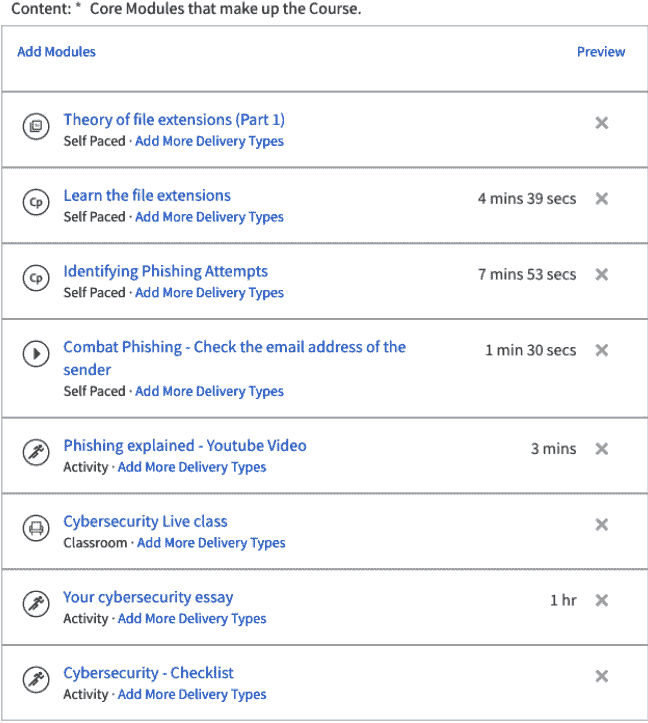 Content: * Core Modules that make up the Course.
Add Modules Preview
Theory of file extensions (Part 1)
Self Paced · Add More Delivery Types
Cp Learn the file extensions 4 mins 39 secs
Self Paced · Add More Delivery Types
Cp Identifying Phishing Attempts 7 mins 53 secs
Self Paced · Add More Delivery Types
Combat Phishing - Check the email address of the 1 min 30 secs
sender
Self Paced · Add More Delivery Types
Phishing explained - Youtube Video 3 mins
Activity · Add More Delivery Types
Cybersecurity Live class
Classroom · Add More Delivery Types
Your cybersecurity essay 1 hr
Activity · Add More Delivery Types
Cybersecurity - Checklist
Activity · Add More Delivery Types